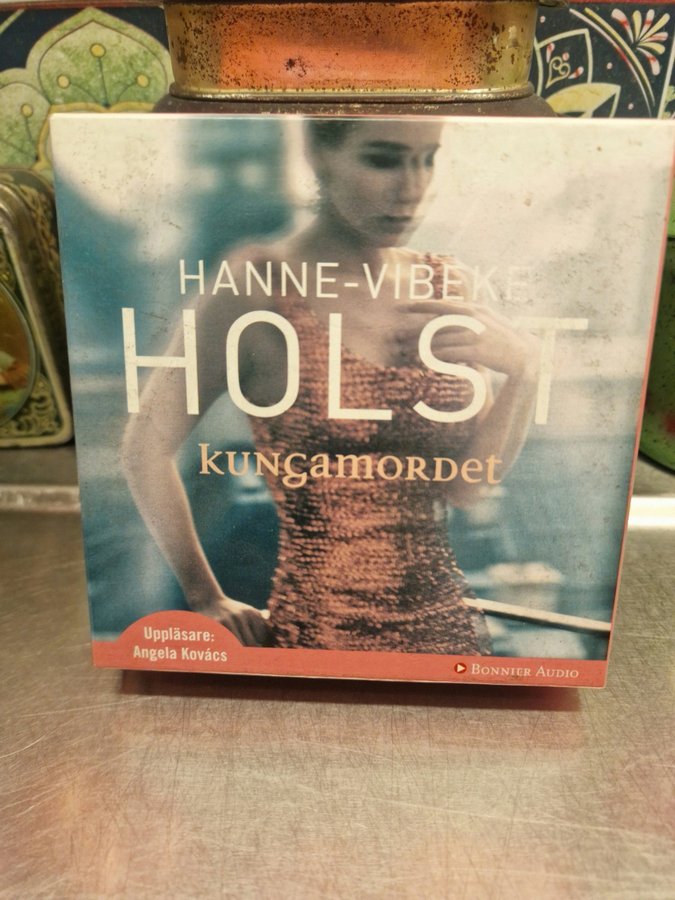 HANNE-VIBEKE
HOLST
kungamordet
Uppläsare:
Angela Kovács
BONNIER AUDIO